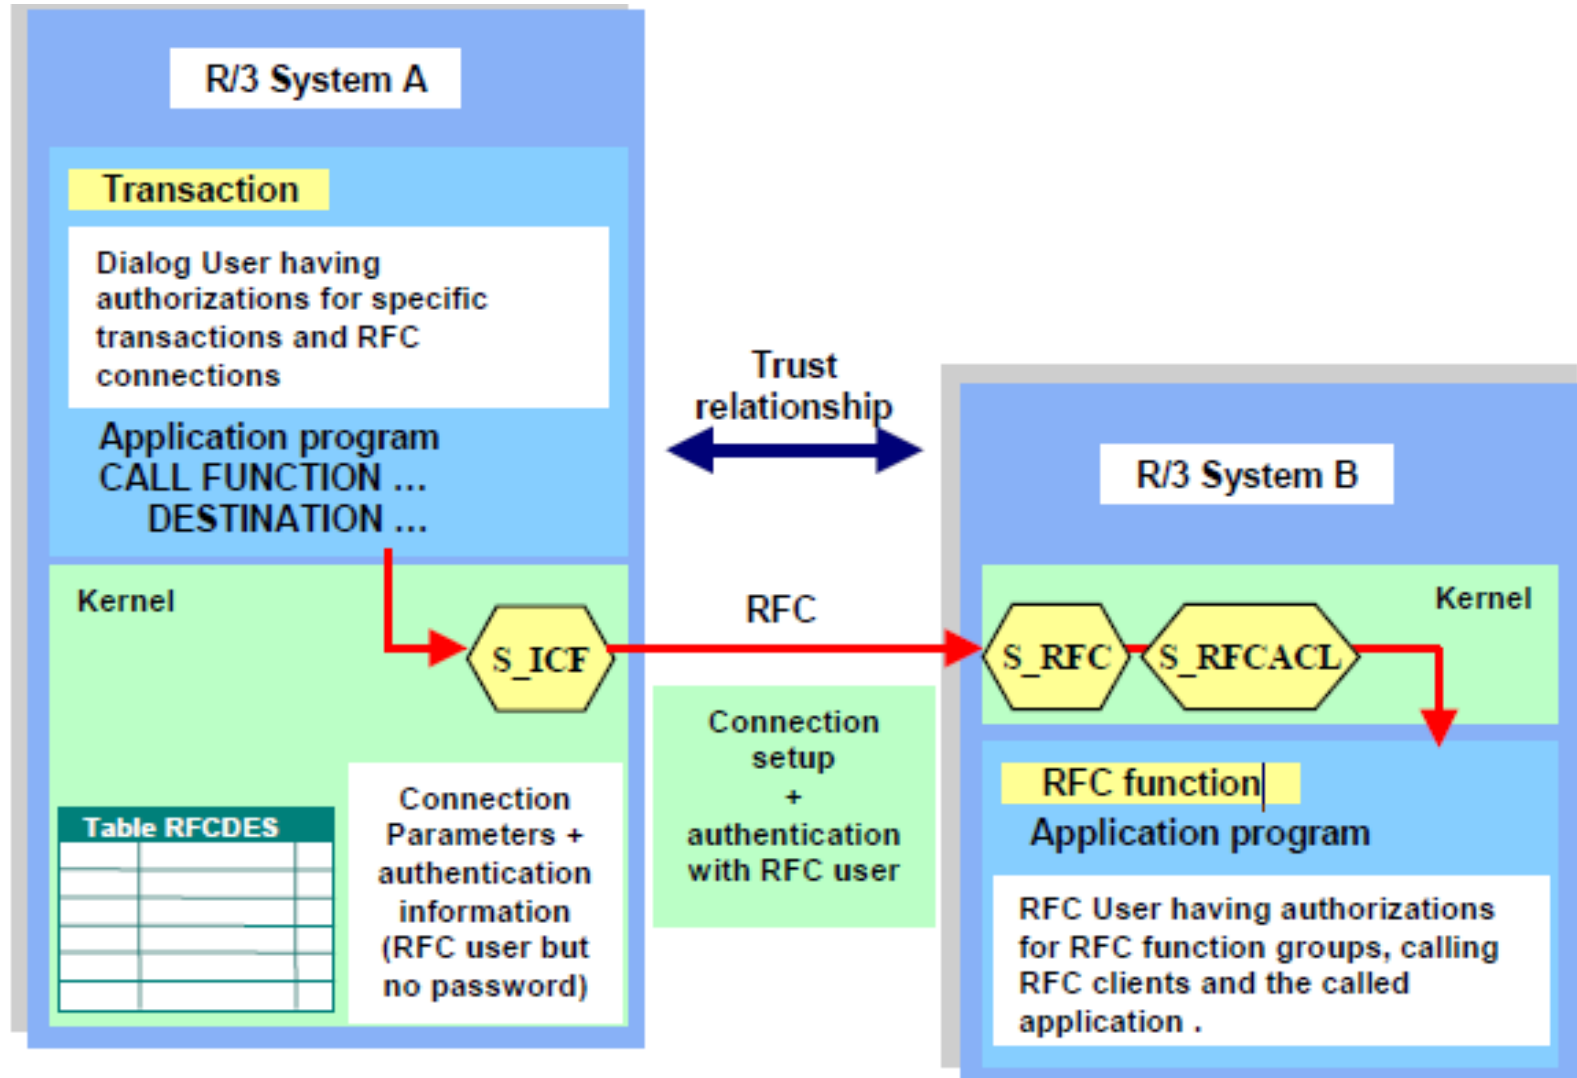 R/3 System A
Transaction
Dialog User having
authorizations for specific
transactions and RFC
connections
Application program
CALL FUNCTION ...
DESTINATION ...
Kernel
S_ICF
Table RFCDES
Connection
Parameters +
authentication
information
(RFC user but
no password)
Trust
relationship
RFC
Connection
setup
+
authentication
with RFC user
R/3 System B
Kernel
S_RFC
S_RFCACL
RFC function
Application program
RFC User having authorizations
for RFC function groups, calling
RFC clients and the called
application .